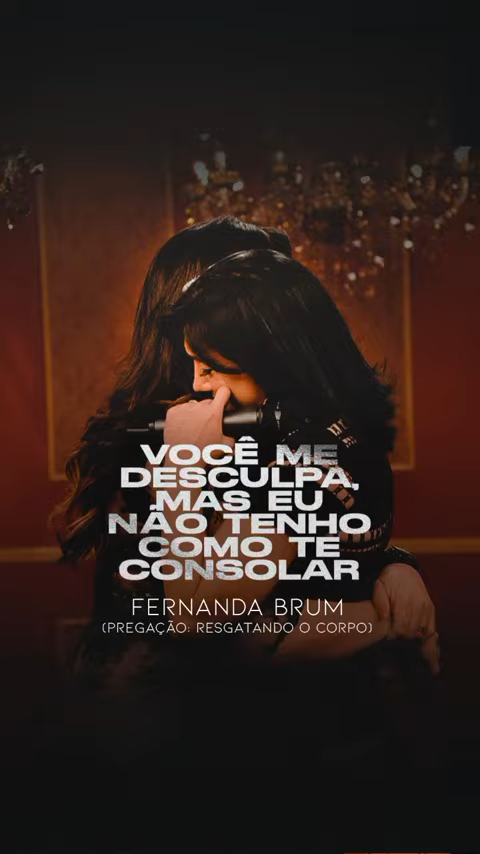 VOCÊ ME
DESCULPA,
MAS EU
NÃO TENHO
COMO TE
CONSOLAR
FERNANDA BRUM
(PREGAÇÃO: RESGATANDO O CORPO)